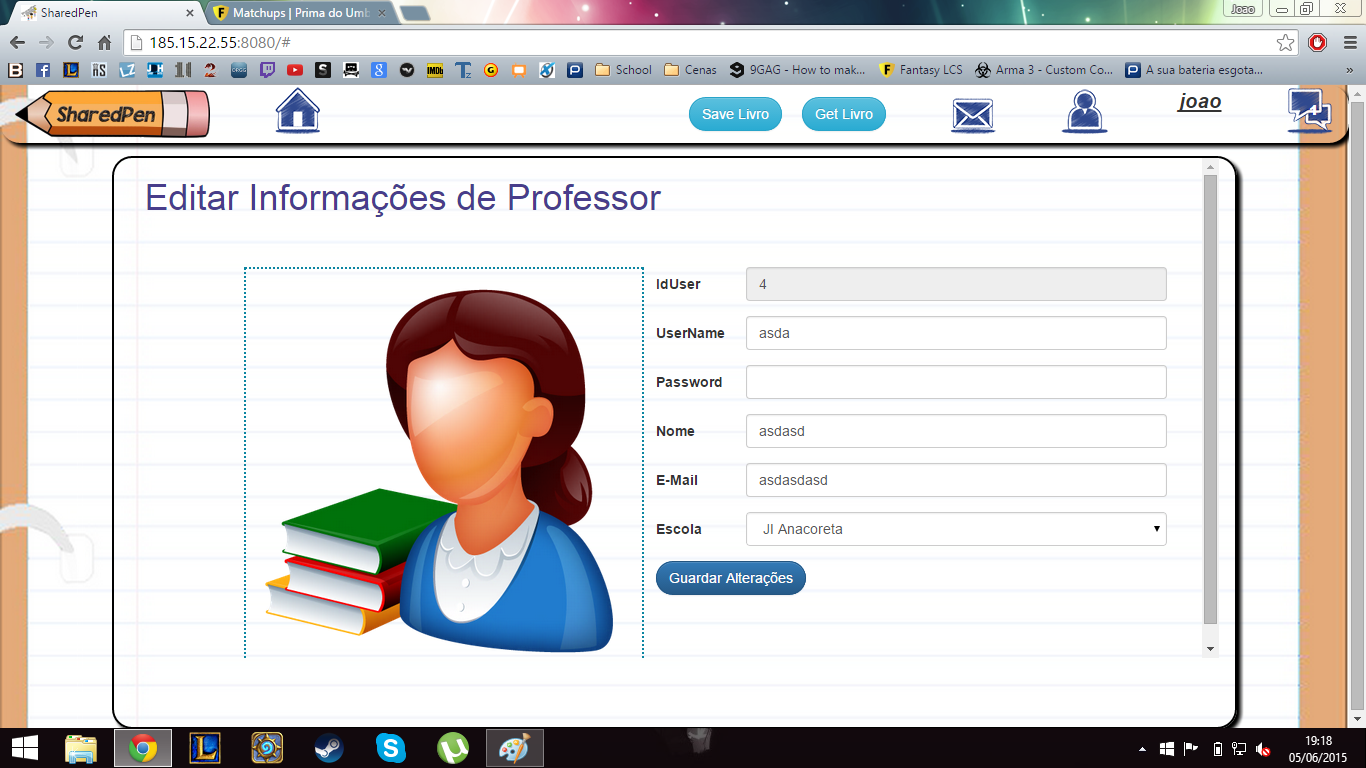 SharedPen
Matchups | Prima do Umb
Joao
185.15.22.55:8080/#
School
Cenas
9GAG - How to mak...
Fantasy LCS
Arma 3 - Custom Co...
A sua bateria esgota...
»
SharedPen
Save Livro
Get Livro
joao
4
Editar Informações de Professor
IdUser
4
UserName
asda
Password
Nome
asdasd
E-Mail
asdasdasd
Escola
JI Anacoreta
Guardar Alterações
19:18
05/06/2015